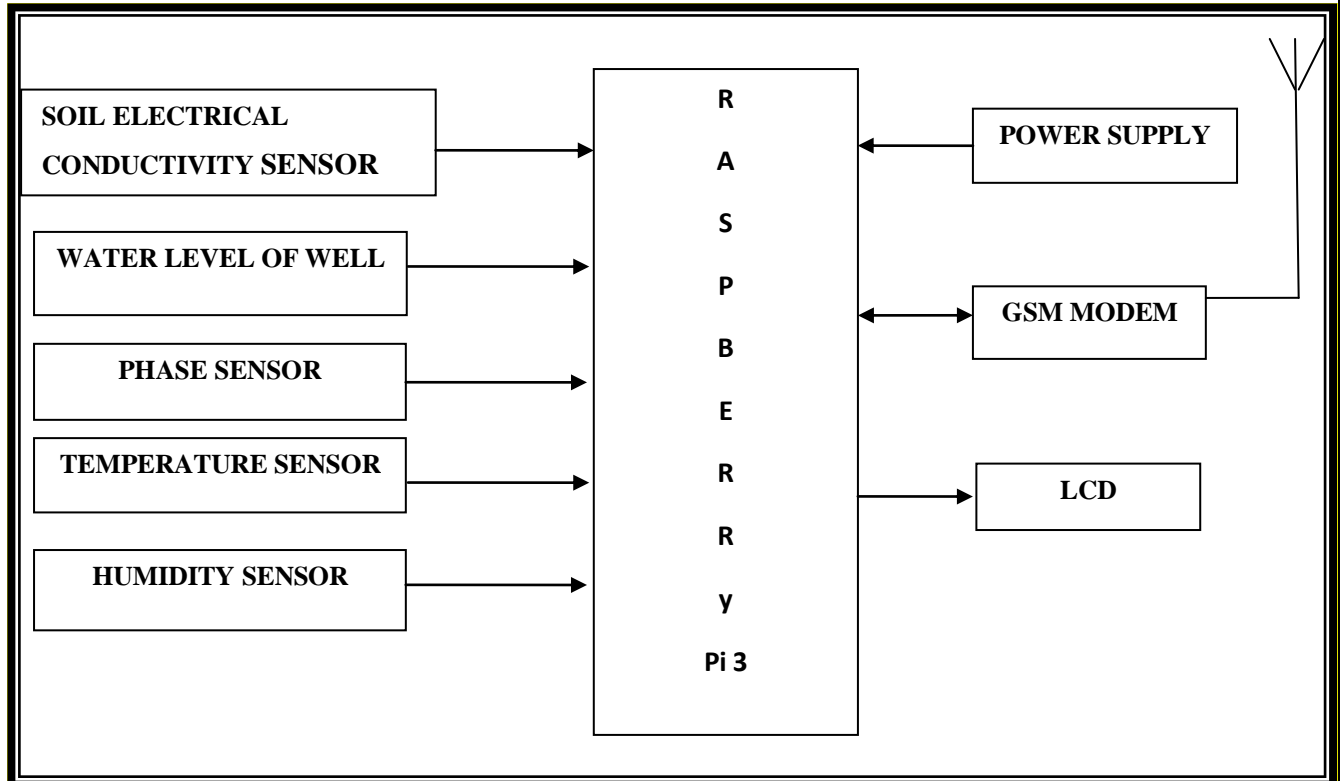 SOIL ELECTRICAL
CONDUCTIVITY SENSOR
WATER LEVEL OF WELL
PHASE SENSOR
TEMPERATURE SENSOR
HUMIDITY SENSOR
R
A
S
P
B
E
R
R
y
Pi 3
POWER SUPPLY
GSM MODEM
LCD